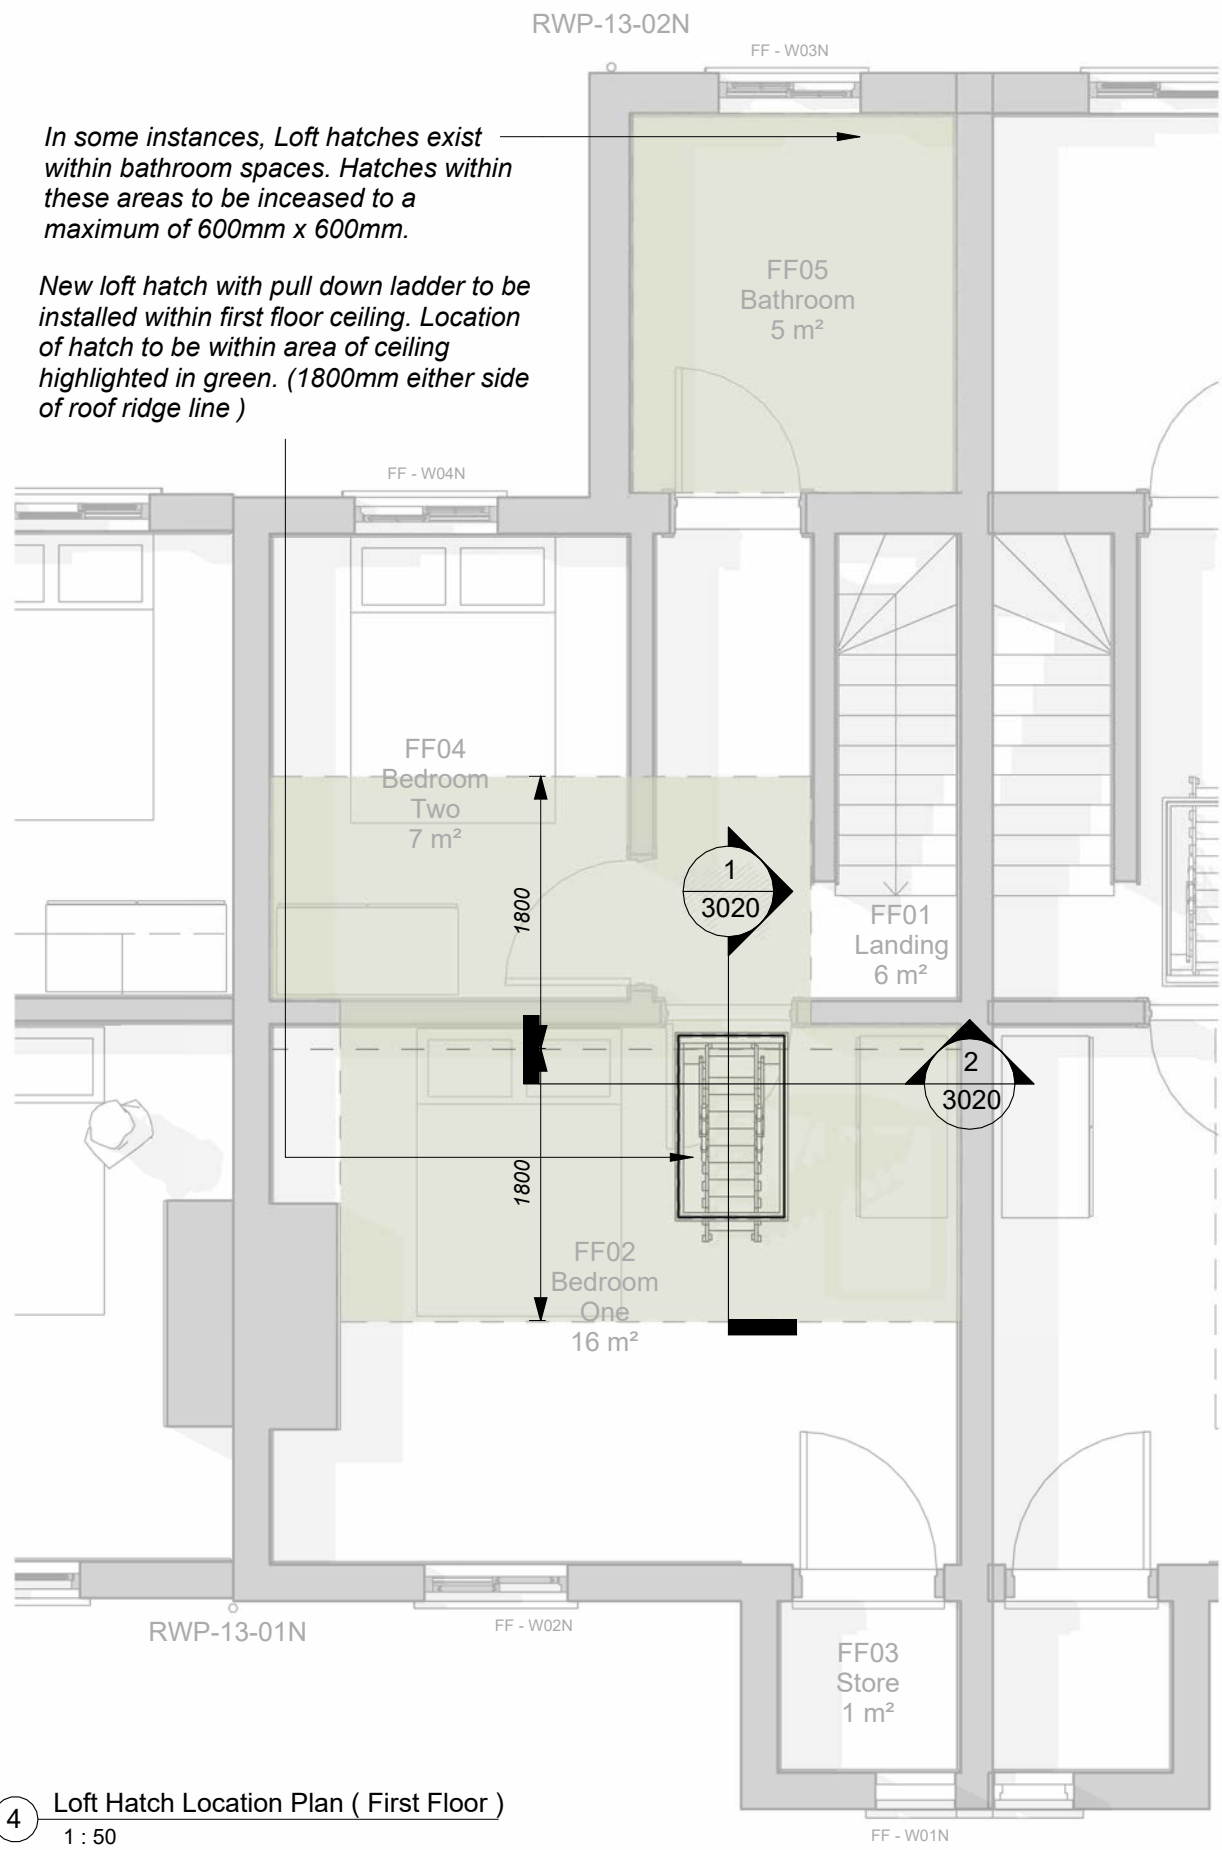 RWP-13-02N
FF - W03N
In some instances, Loft hatches exist
within bathroom spaces. Hatches within
these areas to be inceased to a
maximum of 600mm x 600mm.
New loft hatch with pull down ladder to be
installed within first floor ceiling. Location
of hatch to be within area of ceiling
highlighted in green. (1800mm either side
of roof ridge line )
FF05
Bathroom
5 m²
FF - W04N
FF04
Bedroom
Two
7 m²
1800
1
3020
FF01
Landing
6 m²
2
3020
1800
FF02
Bedroom
One
16 m²
RWP-13-01N
FF - W02N
FF03
Store
1 m²
4
Loft Hatch Location Plan ( First Floor )
1 : 50
FF - W01N